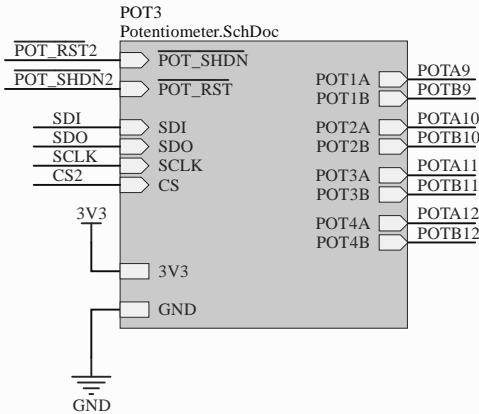 POT3
Potentiometer.SchDoc
POT_RST2
POT_SHDN
POT_SHDN2
POT_RST
POT1A
POTA9
POT1B
POTB9
SDI
SDI
POT2A
POTA10
SDO
SDO
POT2B
POTB10
SCLK
SCLK
POT3A
POTA11
CS2
CS
POT3B
POTB11
3V3
POT4A
POTA12
POT4B
POTB12
3V3
GND
GND